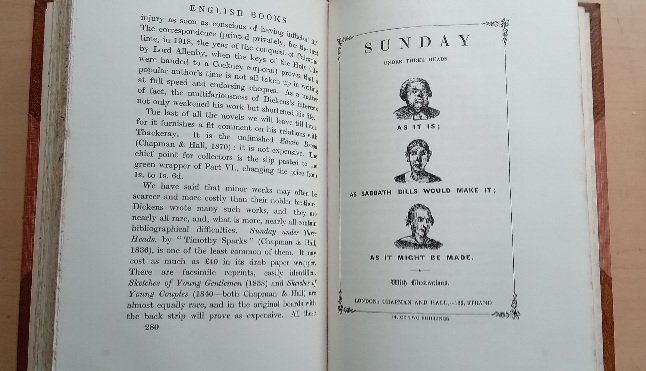 ENGLISH BOOKS
injury as soon as conscious of having inflicted it.
The correspondence (printed privately, for the first
time, in 1918, the year of the conquest of Palestine
by Lord Allenby, when the keys of the Holy
were handed to a Cockney corporal) proves that a
popular author's time is not all taken up in writing
at full speed and endorsing cheques. As a matter
of fact, the multifariousness of Dickens's interests
not only weakened his work but shortened his life.
The last of all the novels we will leave till
for it furnishes a fit comment on his relations with
Thackeray. It is the unfinished Edwin Drood
(Chapman & Hall, 1870): it is not expensive. The
chief point for collectors is the slip pasted to the
green wrapper of Part VI., changing the price from
1s. to 1s. 6d.
We have said that minor works may often be
scarcer and more costly than their nobler brethren.
Dickens wrote many such works, and they are
nearly all rare, and, what is more, nearly all contain
bibliographical difficulties. Sunday under Three
Heads, by "Timothy Sparks" (Chapman & Hall,
1836), is one of the least common of them. It may
cost as much as £40 in its drab paper wrapper.
There are facsimile reprints, easily identified.
Sketches of Young Gentlemen (1838) and Sketches of
Young Couples (1840—both Chapman & Hall) are
almost equally rare, and in the original boards with
the back strip will prove as expensive. All these
280
SUNDAY
UNDER THREE HEADS
AS IT IS;
AS SABBATH BILLS WOULD MAKE IT;
AS IT MIGHT BE MADE.
With Illustrations.
LONDON: CHAPMAN AND HALL, 186, STRAND
PRICE TWO SHILLINGS